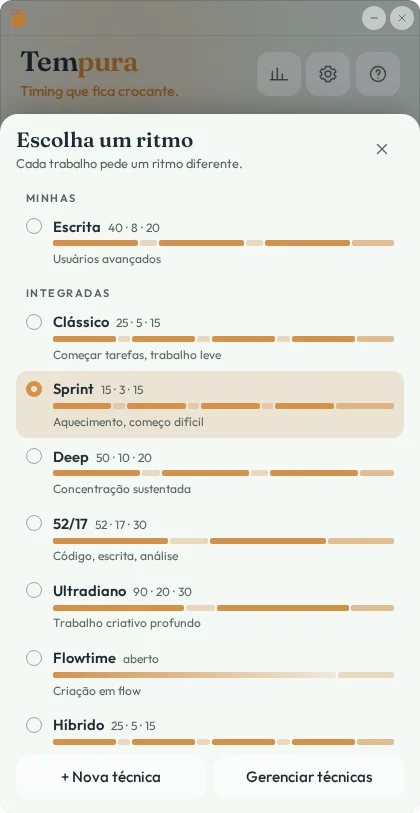 Tempura
Timing que fica crocante.
Escolha um ritmo
Cada trabalho pede um ritmo diferente.
MINHAS
Escrita 40 · 8 · 20
Usuários avançados
INTEGRADAS
Clássico 25 · 5 · 15
Começar tarefas, trabalho leve
Sprint 15 · 3 · 15
Aquecimento, começo difícil
Deep 50 · 10 · 20
Concentração sustentada
52/17 52 · 17 · 30
Código, escrita, análise
Ultradiano 90 · 20 · 30
Trabalho criativo profundo
Flowtime aberto
Criação em flow
Híbrido 25 · 5 · 15
+ Nova técnica
Gerenciar técnicas